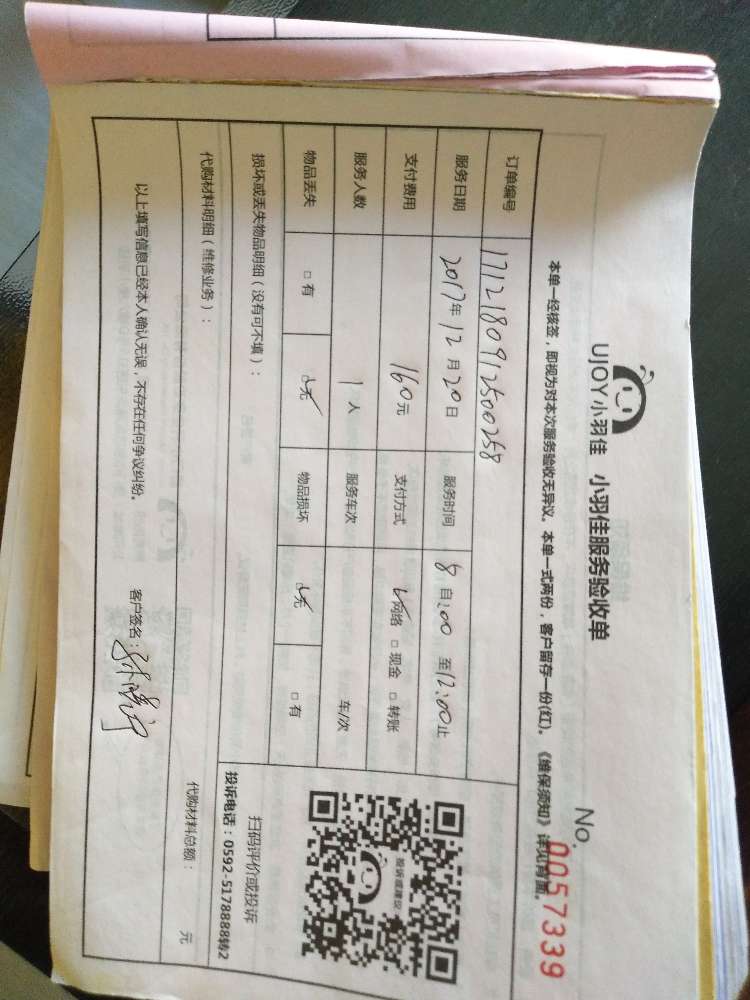 UJOY小羽佳 小羽佳服务验收单
No. 0057339
本单一经核签，即视为对本次服务验收无异议。本单一式两份，客户留存一份(红)。《维保须知》详见背面。
订单编号 1712180912500258
服务日期 2017年 12 月 20 日 服务时间 8 自:00 至12:00止
支付费用 160元 支付方式 ☑网络 □现金 □转账
服务人数 1 人 服务车次 车/次
物品丢失 □有 ☑无 物品损坏 ☑无 □有
损坏或丢失物品明细（没有可不填）：
投诉或建议
扫码评价或投诉
投诉电话：0592-5178888转2
代购材料明细（维修业务）：
代购材料总额： 元
以上填写信息已经本人确认无误，不存在任何争议纠纷。 客户签名：